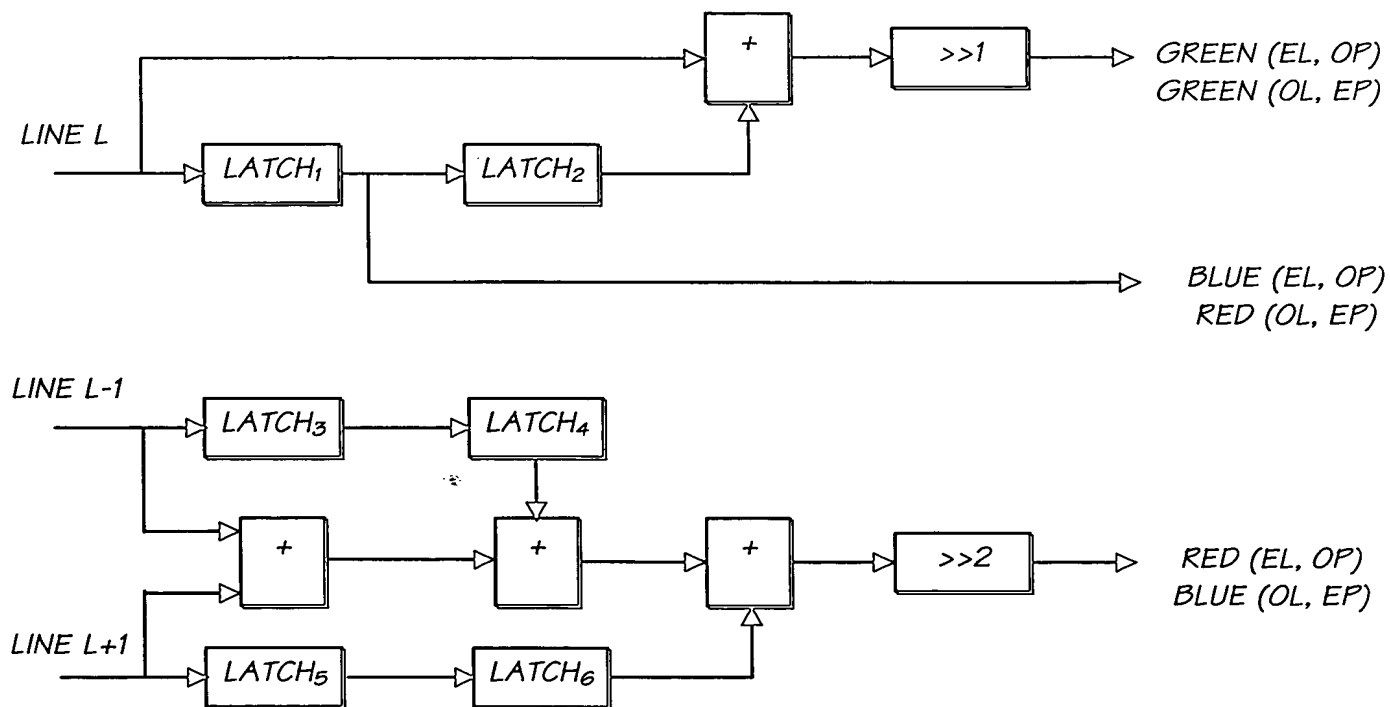 +
>>1
GREEN (EL, OP)
GREEN (OL, EP)
LINE L
LATCH₁
LATCH₂
BLUE (EL, OP)
RED (OL, EP)
LINE L-1
LATCH₃
LATCH₄
+
+
+
>>2
RED (EL, OP)
BLUE (OL, EP)
LINE L+1
LATCH₅
LATCH₆